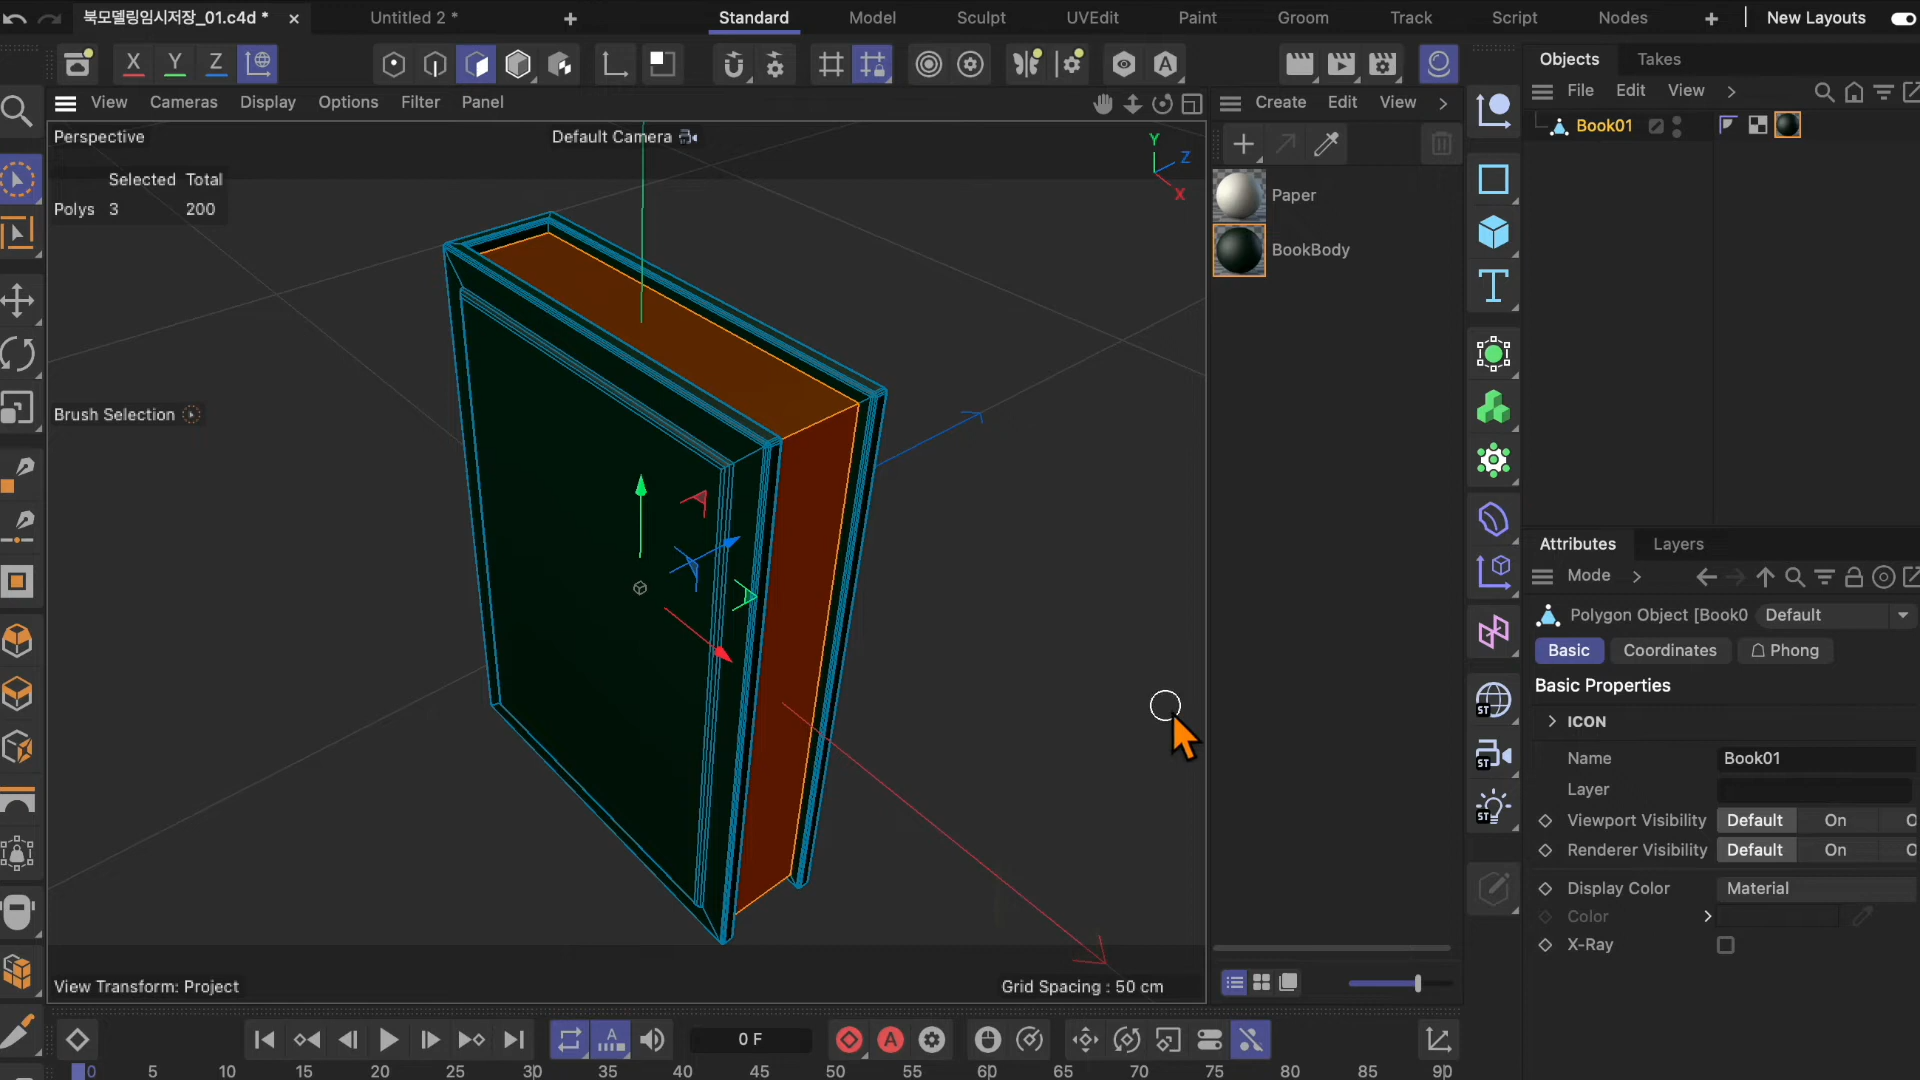 북모델링임시저장_01.c4d *
Untitled 2 *
Standard
Model
Sculpt
UVEdit
Paint
Groom
Track
Script
Nodes
New Layouts
X
Y
Z
View
Cameras
Display
Options
Filter
Panel
Create
Edit
View
Objects
Takes
File
Edit
View
Perspective
Default Camera
Y
Z
X
Selected Total
Polys 3 200
Paper
BookBody
Book01
Brush Selection
View Transform: Project
Grid Spacing : 50 cm
ST
ST
ST
Attributes
Layers
Mode
Polygon Object [Book0
Default
Basic
Coordinates
Phong
Basic Properties
ICON
Name
Book01
Layer
Viewport Visibility
Default
On
Renderer Visibility
Default
On
Display Color
Material
Color
X-Ray
0 F
0 5 10 15 20 25 30 35 40 45 50 55 60 65 70 75 80 85 90